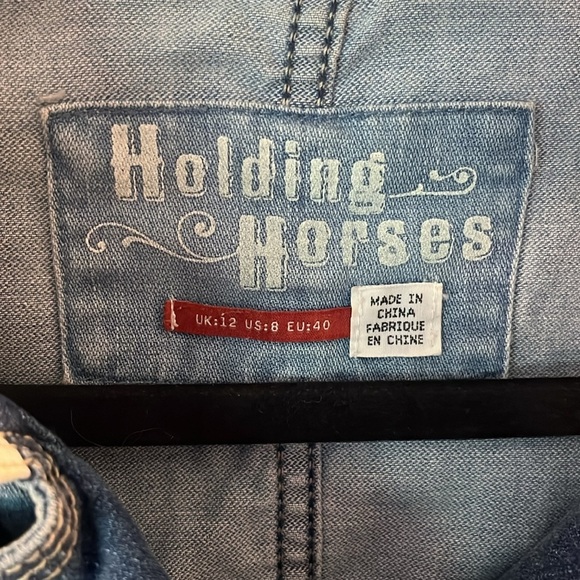 Holding
Horses
UK:12 US:8 EU:40
MADE IN
CHINA
FABRIQUE
EN CHINE